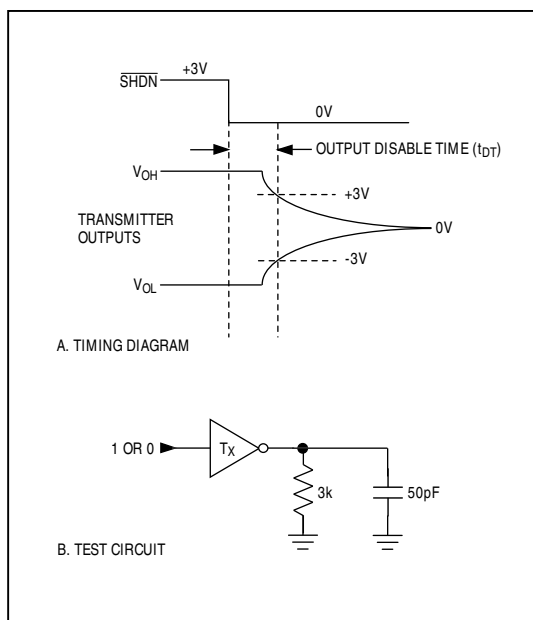 +3V
SHDN
0V
OUTPUT DISABLE TIME (tDT)
VOH
+3V
TRANSMITTER
OUTPUTS
0V
-3V
VOL
A. TIMING DIAGRAM
1 OR 0
TX
3k
50pF
B. TEST CIRCUIT